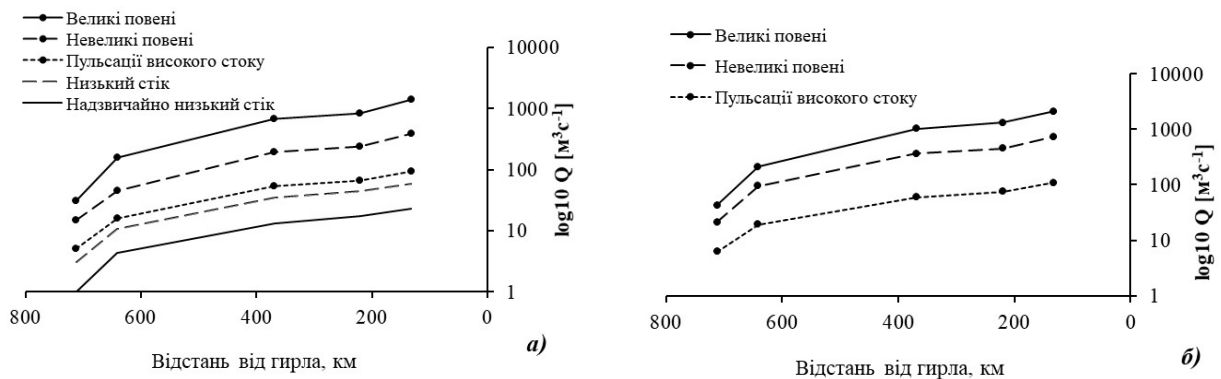 Великі повені
Невеликі повені
Пульсації високого стоку
Низький стік
Надзвичайно низький стік
10000
1000
100
10
1
log10 Q [м³с⁻¹]
800
600
400
200
0
Відстань від гирла, км
а)
Великі повені
Невеликі повені
Пульсації високого стоку
10000
1000
100
10
1
log10 Q [м³с⁻¹]
800
600
400
200
0
Відстань від гирла, км
б)